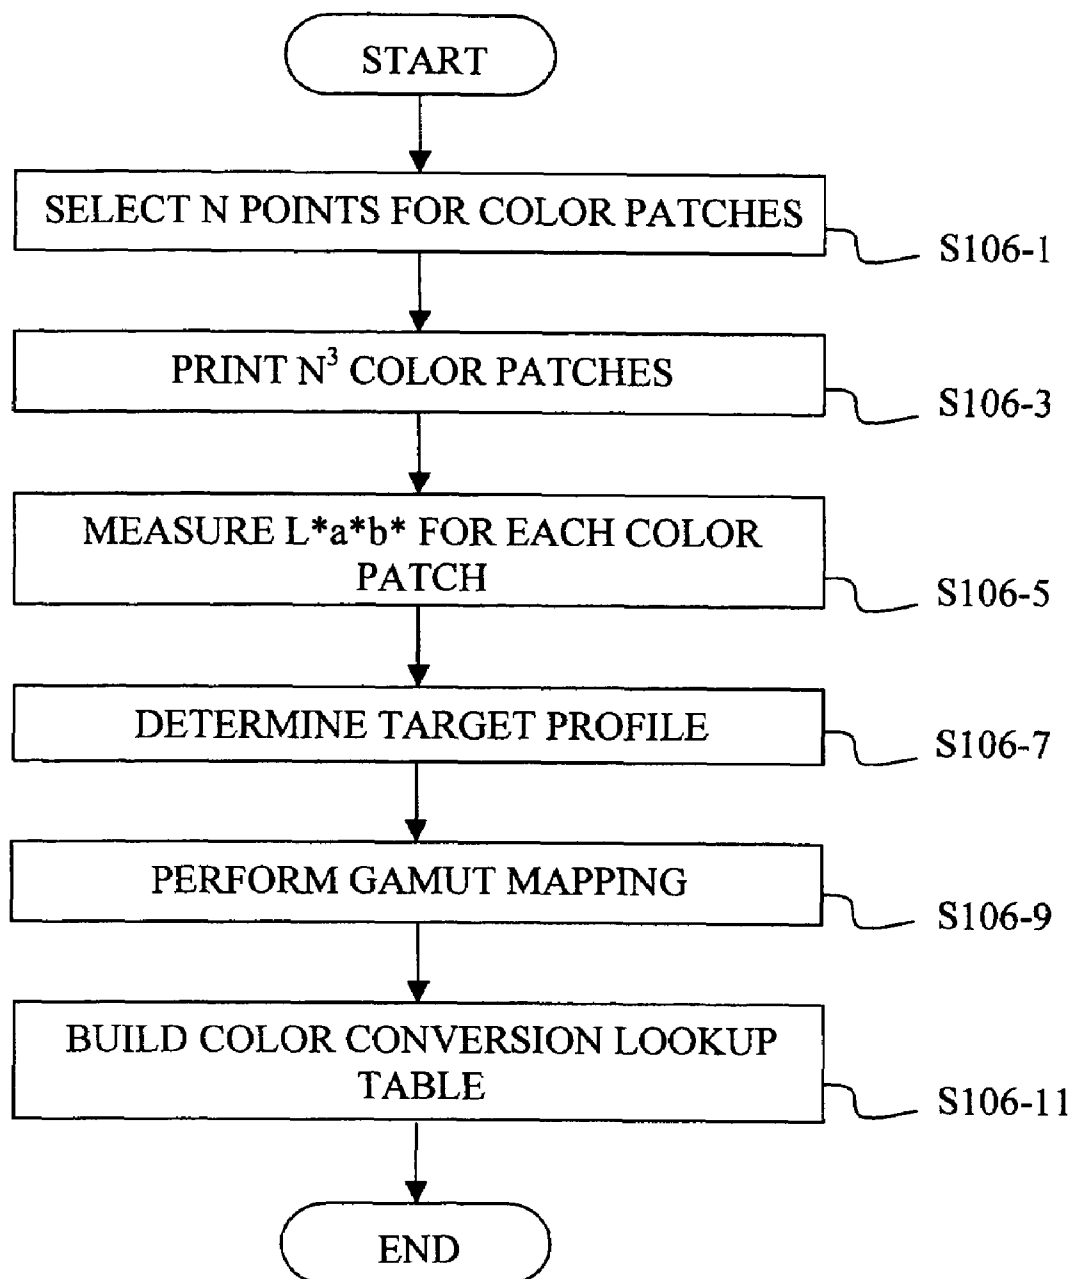 START
SELECT N POINTS FOR COLOR PATCHES
S106-1
PRINT N³ COLOR PATCHES
S106-3
MEASURE L*a*b* FOR EACH COLOR
PATCH
S106-5
DETERMINE TARGET PROFILE
S106-7
PERFORM GAMUT MAPPING
S106-9
BUILD COLOR CONVERSION LOOKUP
TABLE
S106-11
END